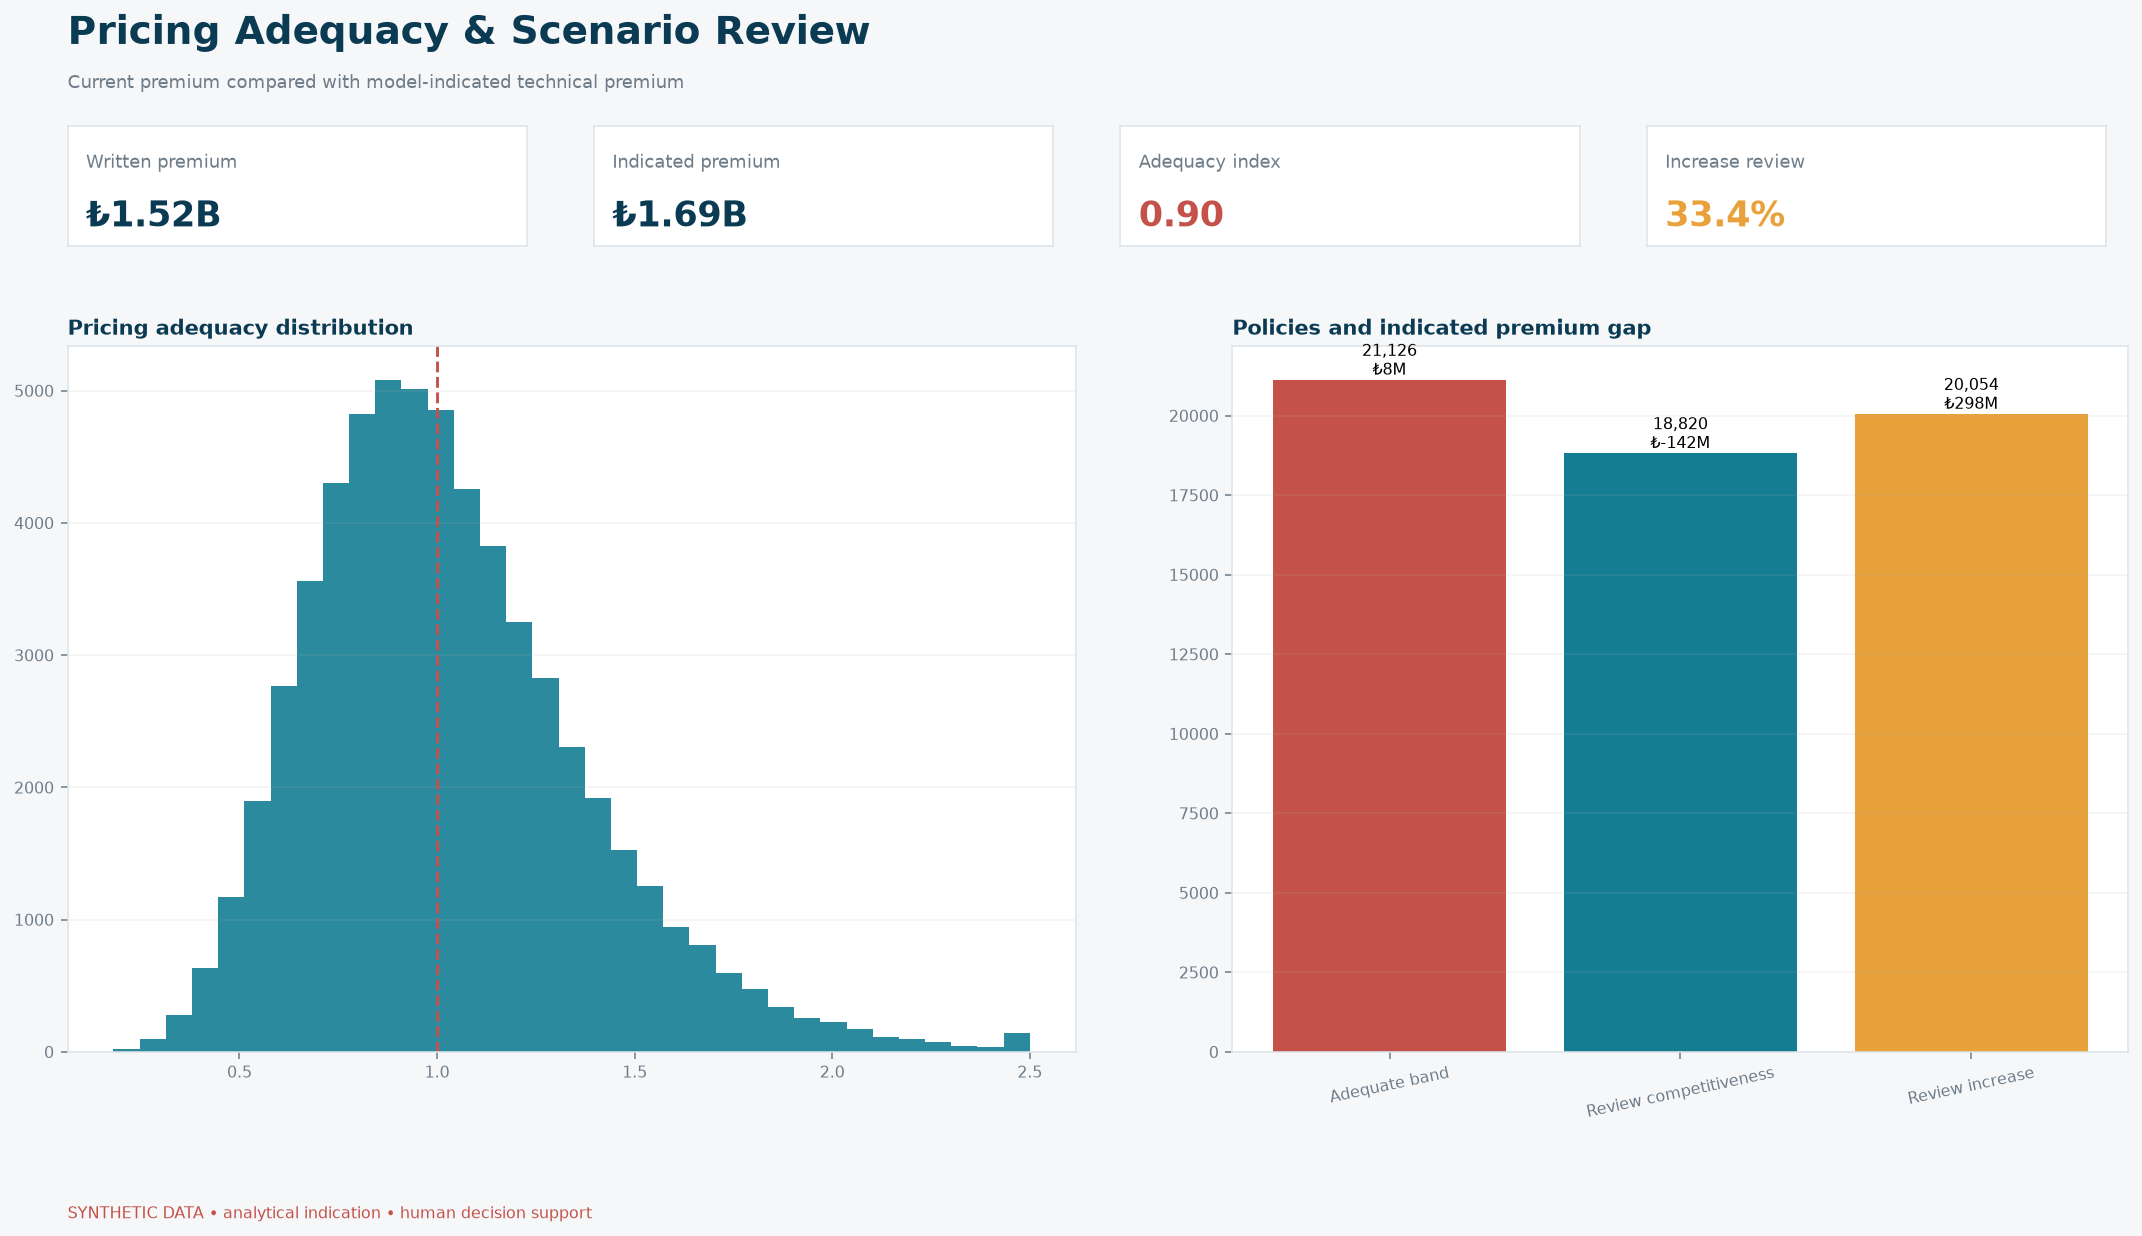 Pricing Adequacy & Scenario Review
Current premium compared with model-indicated technical premium
Written premium
₺1.52B
Indicated premium
₺1.69B
Adequacy index
0.90
Increase review
33.4%
Pricing adequacy distribution
5000
4000
3000
2000
1000
0
0.5
1.0
1.5
2.0
2.5
Policies and indicated premium gap
21,126
₺8M
18,820
₺-142M
20,054
₺298M
20000
17500
15000
12500
10000
7500
5000
2500
0
Adequate band
Review competitiveness
Review increase
SYNTHETIC DATA • analytical indication • human decision support